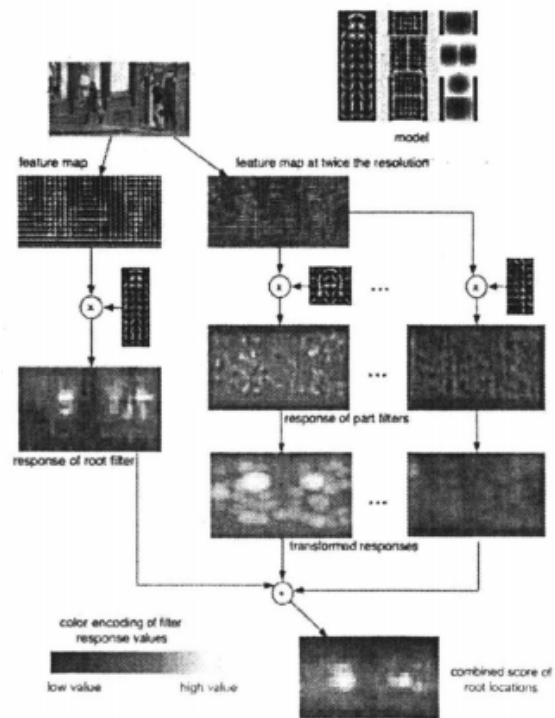 model
feature map
feature map at twice the resolution
x
x
x
...
...
response of part filters
response of root filter
...
transformed responses
+
color encoding of filter
response values
low value
high value
combined score of
root locations